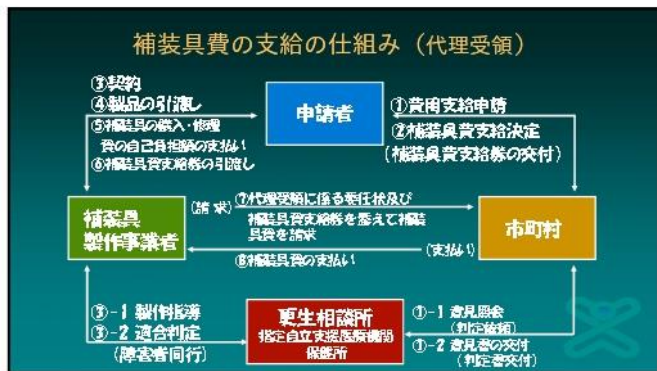 補装具費の支給の仕組み（代理受領）
③契約
④製品の引渡し
⑤補装具の購入・修理
費の自己負担額の支払い
⑥補装具費支給券の引渡し
申請者
①費用支給申請
②補装具費支給決定
(補装具費支給券の交付)
補装具
製作事業者
(請求)
⑦代理受領に係る委任状及び
補装具費支給券を添えて補装
具費を請求
市町村
(支払い)
⑧補装具費の支払い
③-1 製作指導
③-2 適合判定
(障害者同行)
更生相談所
指定自立支援医療機関
保健所
①-1 意見照会
(判定依頼)
①-2 意見書の交付
(判定書交付)